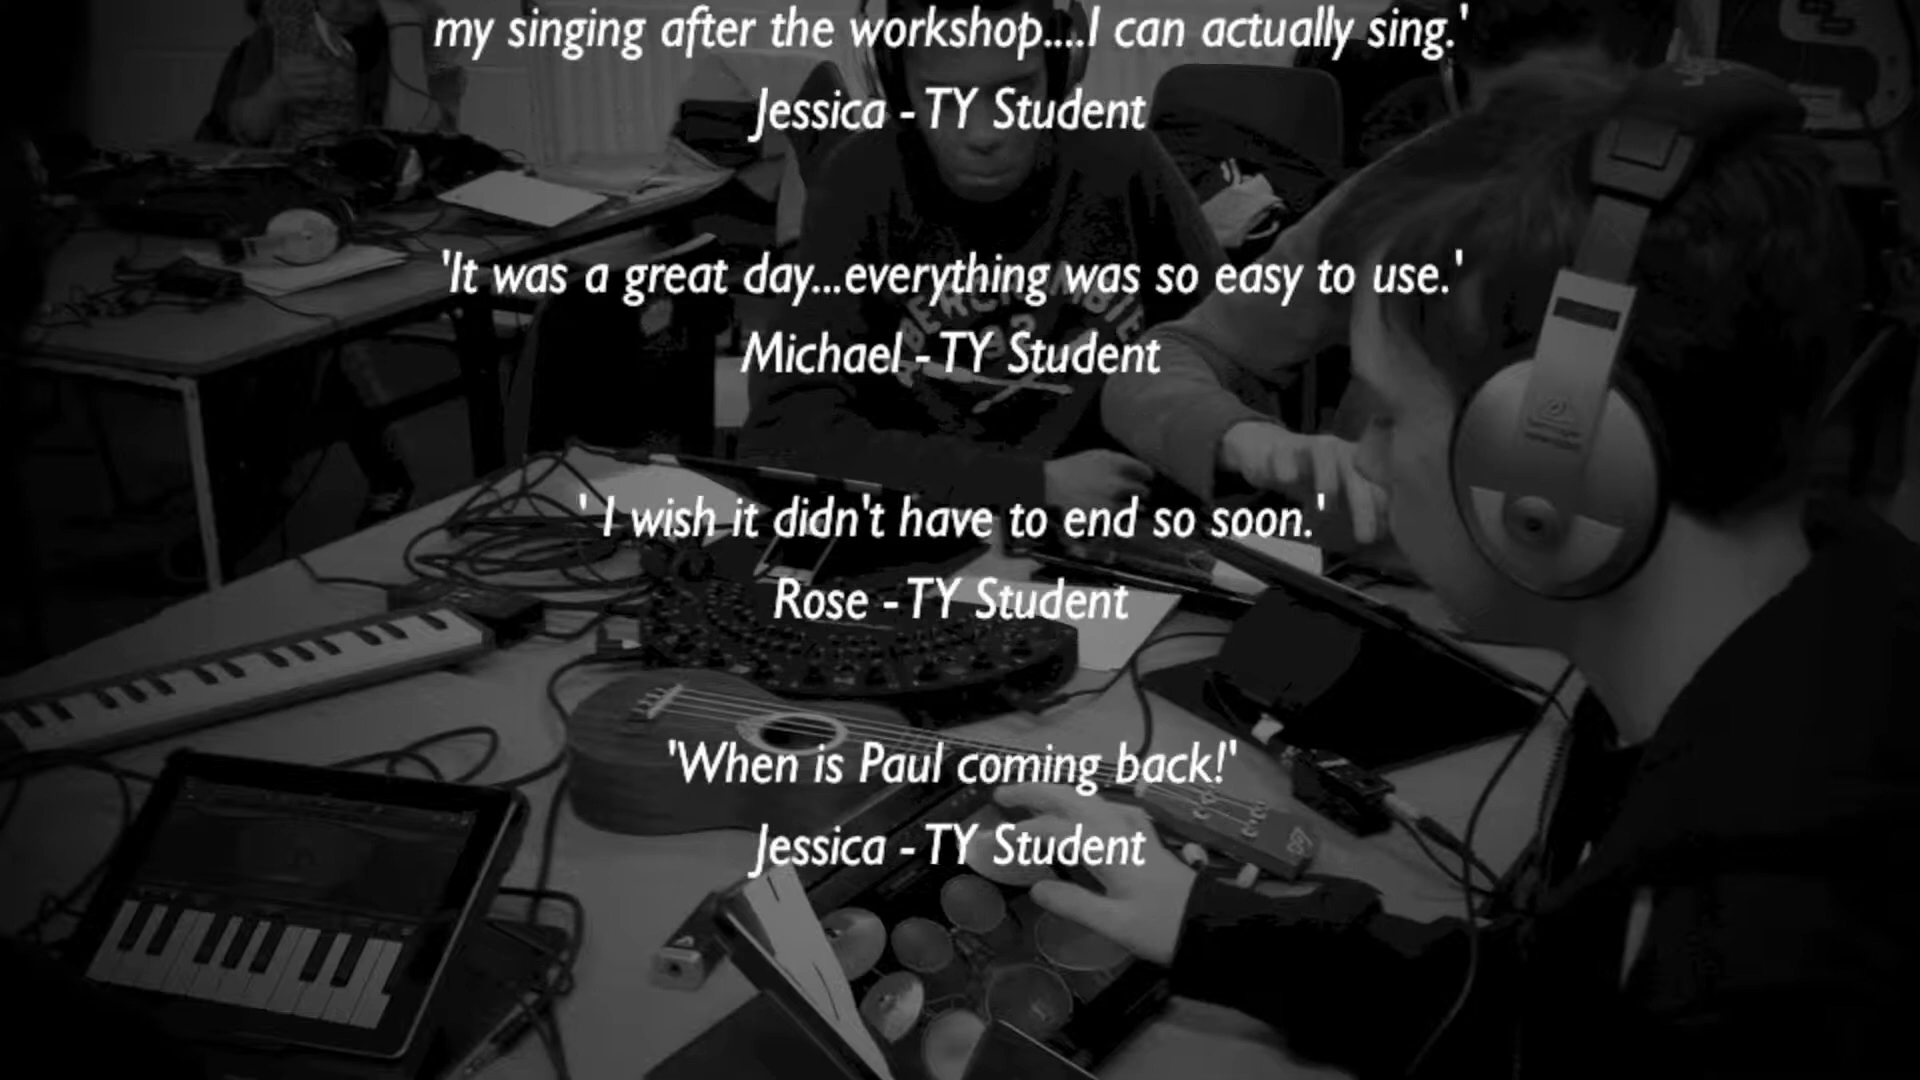 my singing after the workshop....I can actually sing.'
Jessica - TY Student
'It was a great day...everything was so easy to use.'
Michael - TY Student
' I wish it didn't have to end so soon.'
Rose - TY Student
'When is Paul coming back!'
Jessica - TY Student